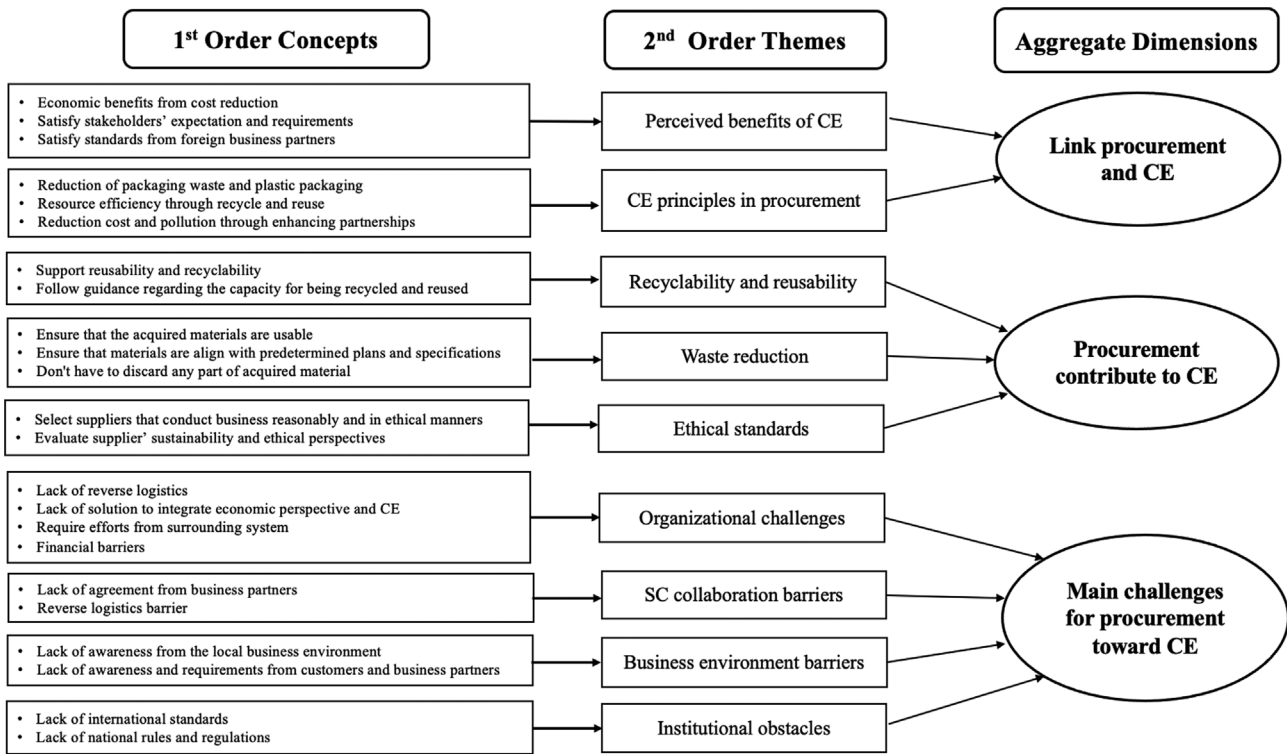 1st Order Concepts
2nd Order Themes
Aggregate Dimensions
• Economic benefits from cost reduction
• Satisfy stakeholders’ expectation and requirements
• Satisfy standards from foreign business partners
Perceived benefits of CE
Link procurement
and CE
• Reduction of packaging waste and plastic packaging
• Resource efficiency through recycle and reuse
• Reduction cost and pollution through enhancing partnerships
CE principles in procurement
• Support reusability and recyclability
• Follow guidance regarding the capacity for being recycled and reused
Recyclability and reusability
• Ensure that the acquired materials are usable
• Ensure that materials are align with predetermined plans and specifications
• Don't have to discard any part of acquired material
Waste reduction
Procurement
contribute to CE
• Select suppliers that conduct business reasonably and in ethical manners
• Evaluate supplier’ sustainability and ethical perspectives
Ethical standards
• Lack of reverse logistics
• Lack of solution to integrate economic perspective and CE
• Require efforts from surrounding system
• Financial barriers
Organizational challenges
• Lack of agreement from business partners
• Reverse logistics barrier
SC collaboration barriers
Main challenges
for procurement
toward CE
• Lack of awareness from the local business environment
• Lack of awareness and requirements from customers and business partners
Business environment barriers
• Lack of international standards
• Lack of national rules and regulations
Institutional obstacles